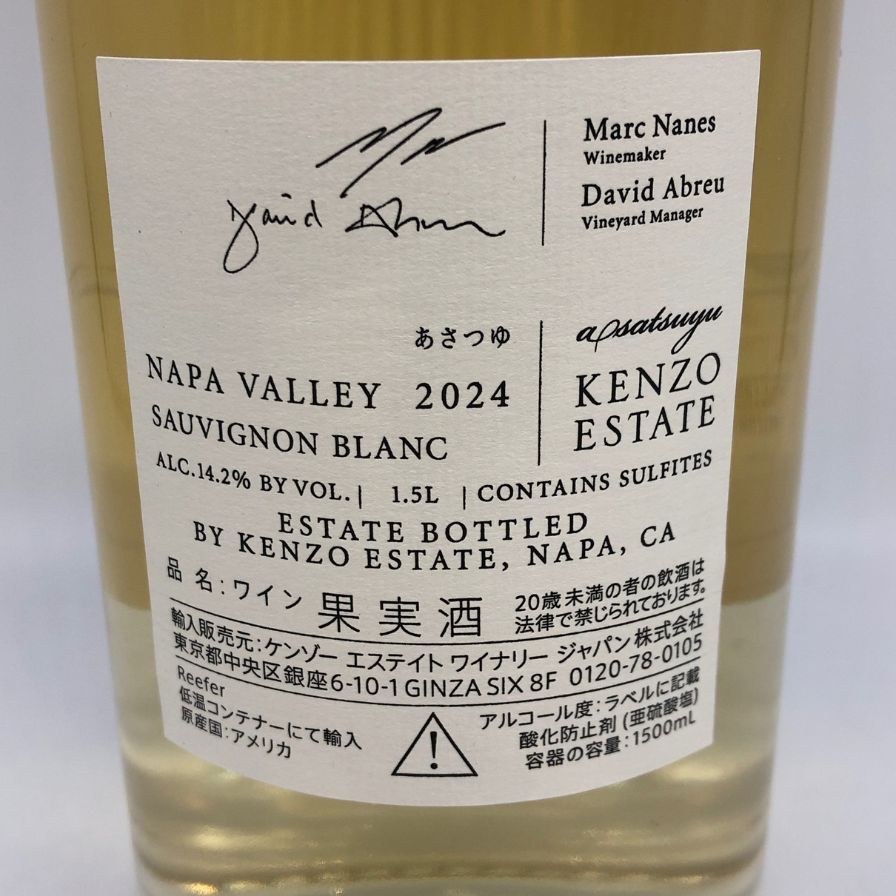 Marc Nanes
Winemaker
David Abreu
Vineyard Manager
David Abreu
あさつゆ
NAPA VALLEY 2024
SAUVIGNON BLANC
asatsuyu
KENZO
ESTATE
ALC.14.2% BY VOL. | 1.5L | CONTAINS SULFITES
ESTATE BOTTLED
BY KENZO ESTATE, NAPA, CA
品 名:ワイン 果実酒
20歳未満の者の飲酒は
法律で禁じられております。
輸入販売元:ケンゾー エステイト ワイナリー ジャパン株式会社
東京都中央区銀座6-10-1 GINZA SIX 8F 0120-78-0105
Reefer
低温コンテナーにて輸入
原産国:アメリカ
!
アルコール度:ラベルに記載
酸化防止剤 (亜硫酸塩)
容器の容量:1500mL